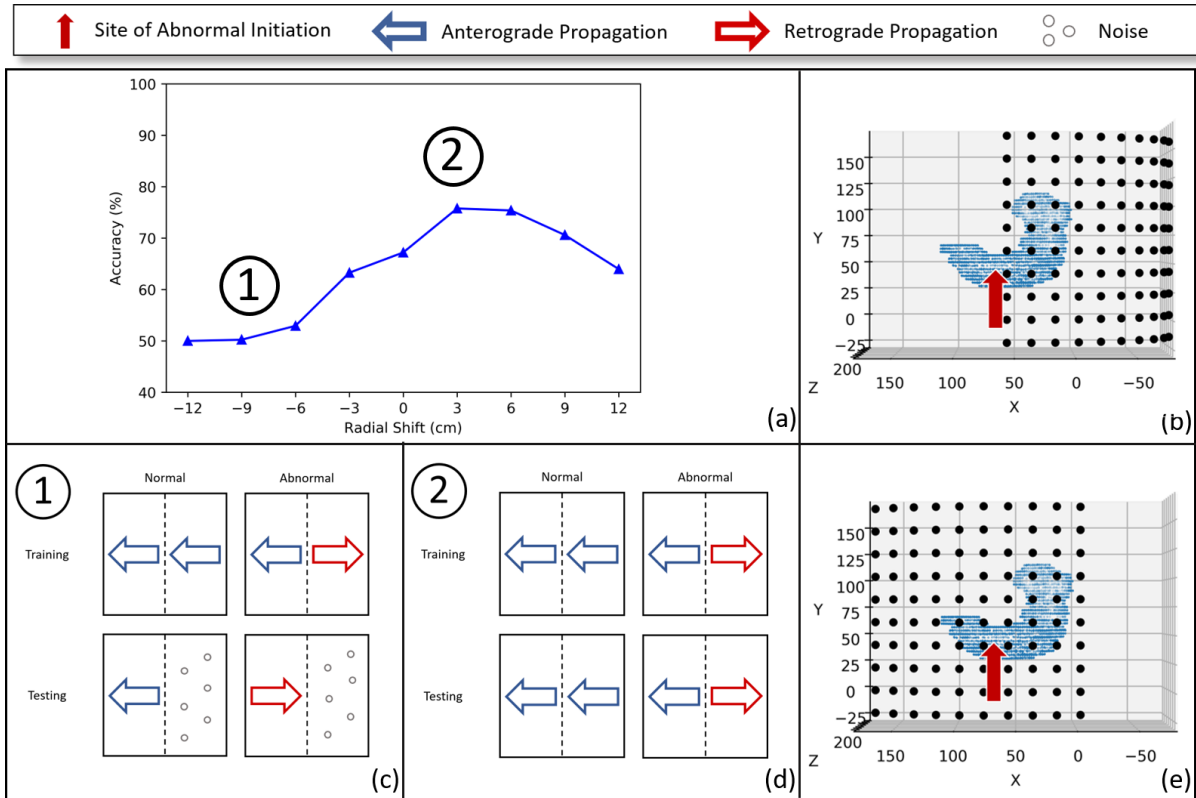 Site of Abnormal Initiation
Anterograde Propagation
Retrograde Propagation
Noise
100
90
80
70
60
50
40
Accuracy (%)
1
2
−12 −9 −6 −3 0 3 6 9 12
Radial Shift (cm)
(a)
150
125
100
75
50
25
0
−25
Y
200
Z
150 100 50 0 −50
X
(b)
1
Normal Abnormal
Training
Testing
(c)
2
Normal Abnormal
Training
Testing
(d)
150
125
100
75
50
25
0
−25
Y
200
Z
150 100 50 0 −50
X
(e)